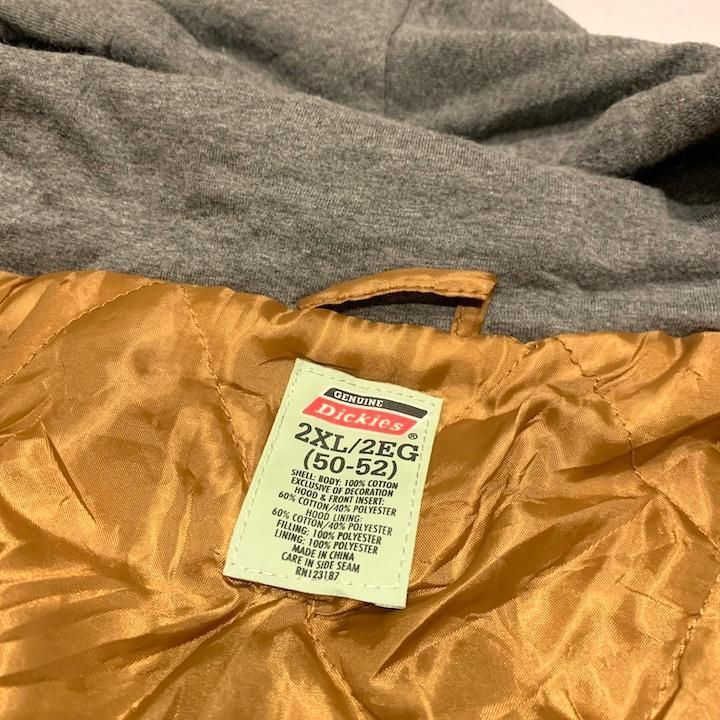 GENUINE
Dickies®
2XL/2EG
(50-52)
SHELL: BODY: 100% COTTON
EXCLUSIVE OF DECORATION
HOOD & FRONT INSERT:
60% COTTON/40% POLYESTER
HOOD LINING:
60% COTTON/40% POLYESTER
FILLING: 100% POLYESTER
LINING: 100% POLYESTER
MADE IN CHINA
CARE IN SIDE SEAM
RN123187